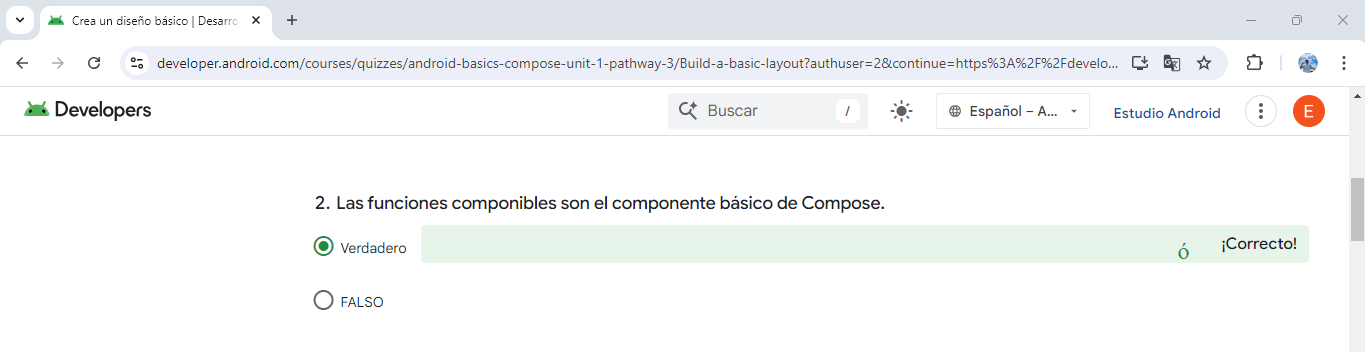 Crea un diseño básico | Desarro
developer.android.com/courses/quizzes/android-basics-compose-unit-1-pathway-3/Build-a-basic-layout?authuser=2&continue=https%3A%2F%2Fdevelo...
Developers
Buscar
/
Español – A...
Estudio Android
E
2. Las funciones componibles son el componente básico de Compose.
Verdadero
ó
¡Correcto!
FALSO